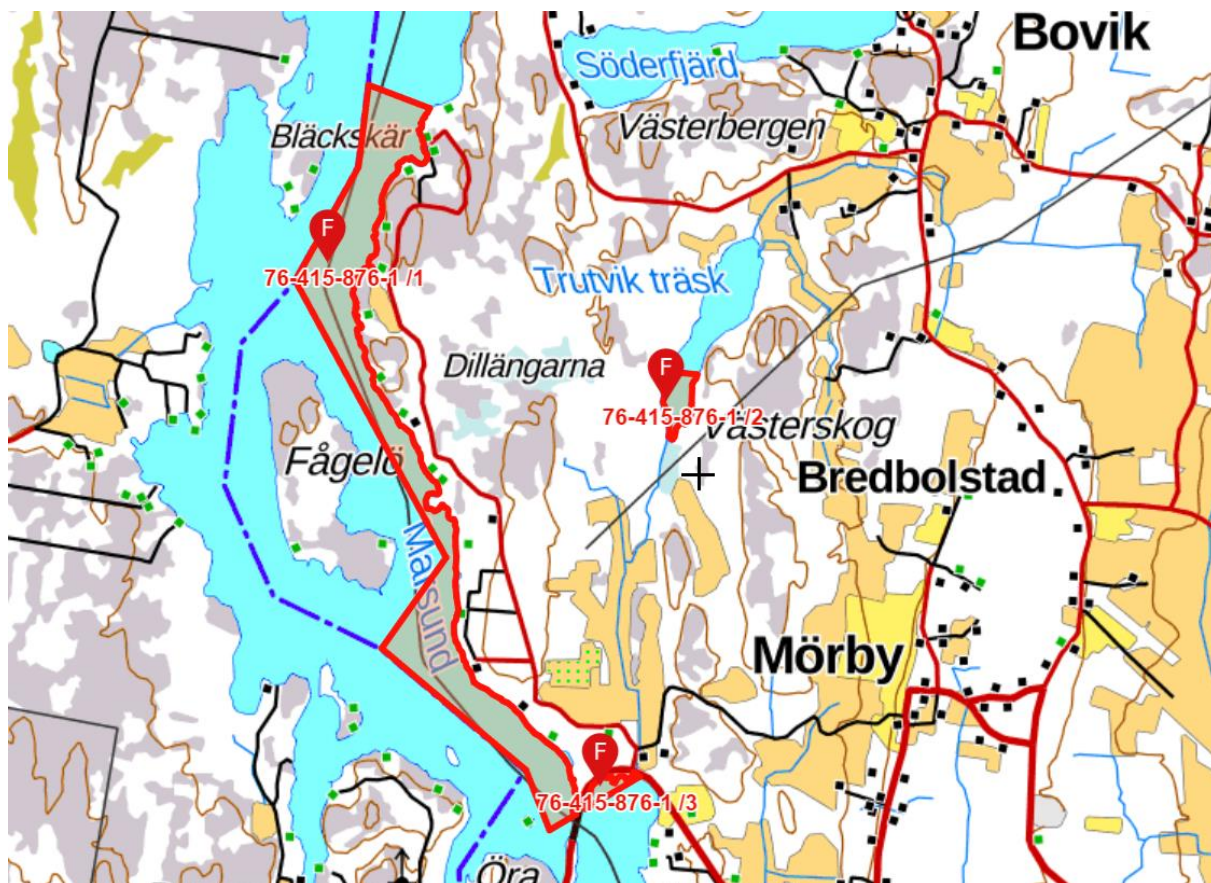 Bovik
Söderfjärd
Västerbergen
Bläckskär
F
76-415-876-1 /1
Trutvik träsk
Dillängarna
F
76-415-876-1 /2
Västerskog
Fågelö
Bredbolstad
Marsund
Mörby
F
76-415-876-1 /3
Öra